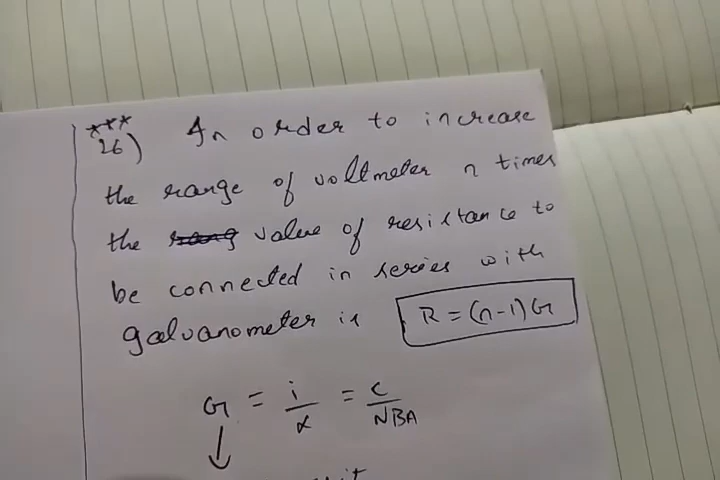 ***
26) In order to increase
the range of voltmeter n times
the value of resistance to
be connected in series with
galvanometer is R = (n-1)G
G = i/α = C/NBA